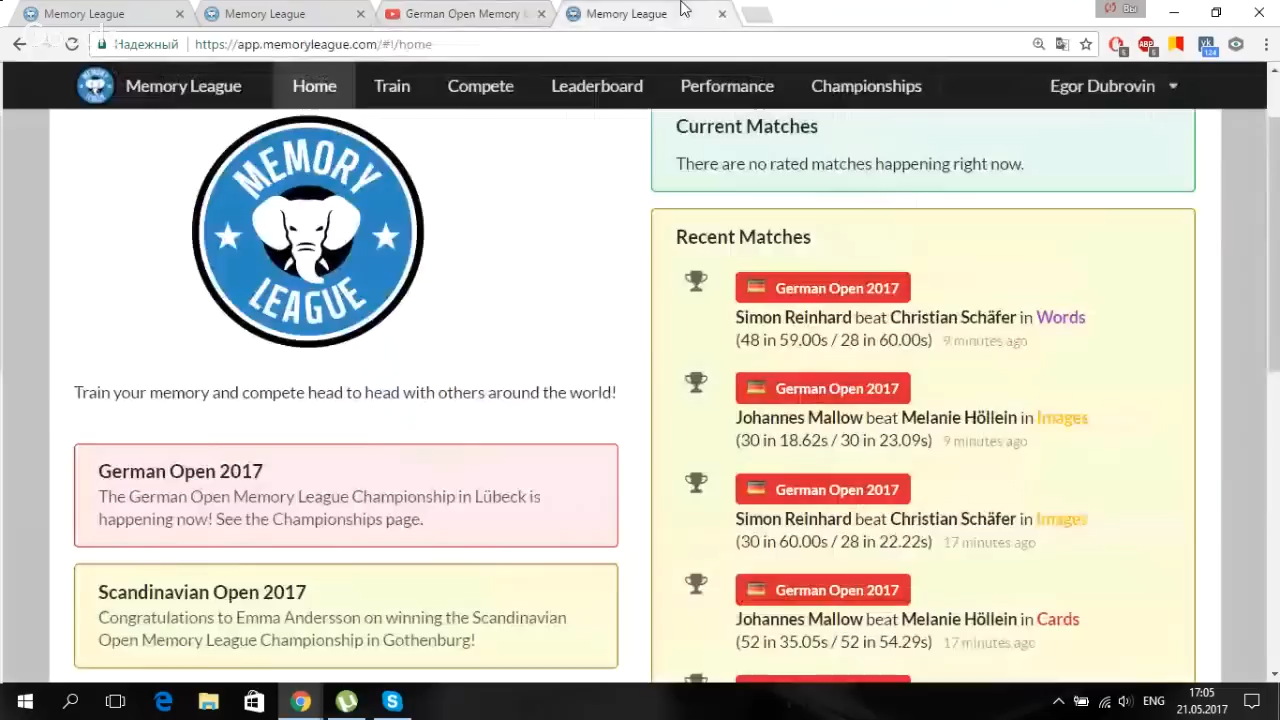 Memory League
Memory League
German Open Memory
Memory League
Вы
Надежный
https://app.memoryleague.com/#!/home
5
5
124
Memory League
Home
Train
Compete
Leaderboard
Performance
Championships
Egor Dubrovin
MEMORY
LEAGUE
Train your memory and compete head to head with others around the world!
German Open 2017
The German Open Memory League Championship in Lübeck is
happening now! See the Championships page.
Scandinavian Open 2017
Congratulations to Emma Andersson on winning the Scandinavian
Open Memory League Championship in Gothenburg!
Current Matches
There are no rated matches happening right now.
Recent Matches
German Open 2017
Simon Reinhard beat Christian Schäfer in Words
(48 in 59.00s / 28 in 60.00s) 9 minutes ago
German Open 2017
Johannes Mallow beat Melanie Höllein in Images
(30 in 18.62s / 30 in 23.09s) 9 minutes ago
German Open 2017
Simon Reinhard beat Christian Schäfer in Images
(30 in 60.00s / 28 in 22.22s) 17 minutes ago
German Open 2017
Johannes Mallow beat Melanie Höllein in Cards
(52 in 35.05s / 52 in 54.29s) 17 minutes ago
ENG
17:05
21.05.2017